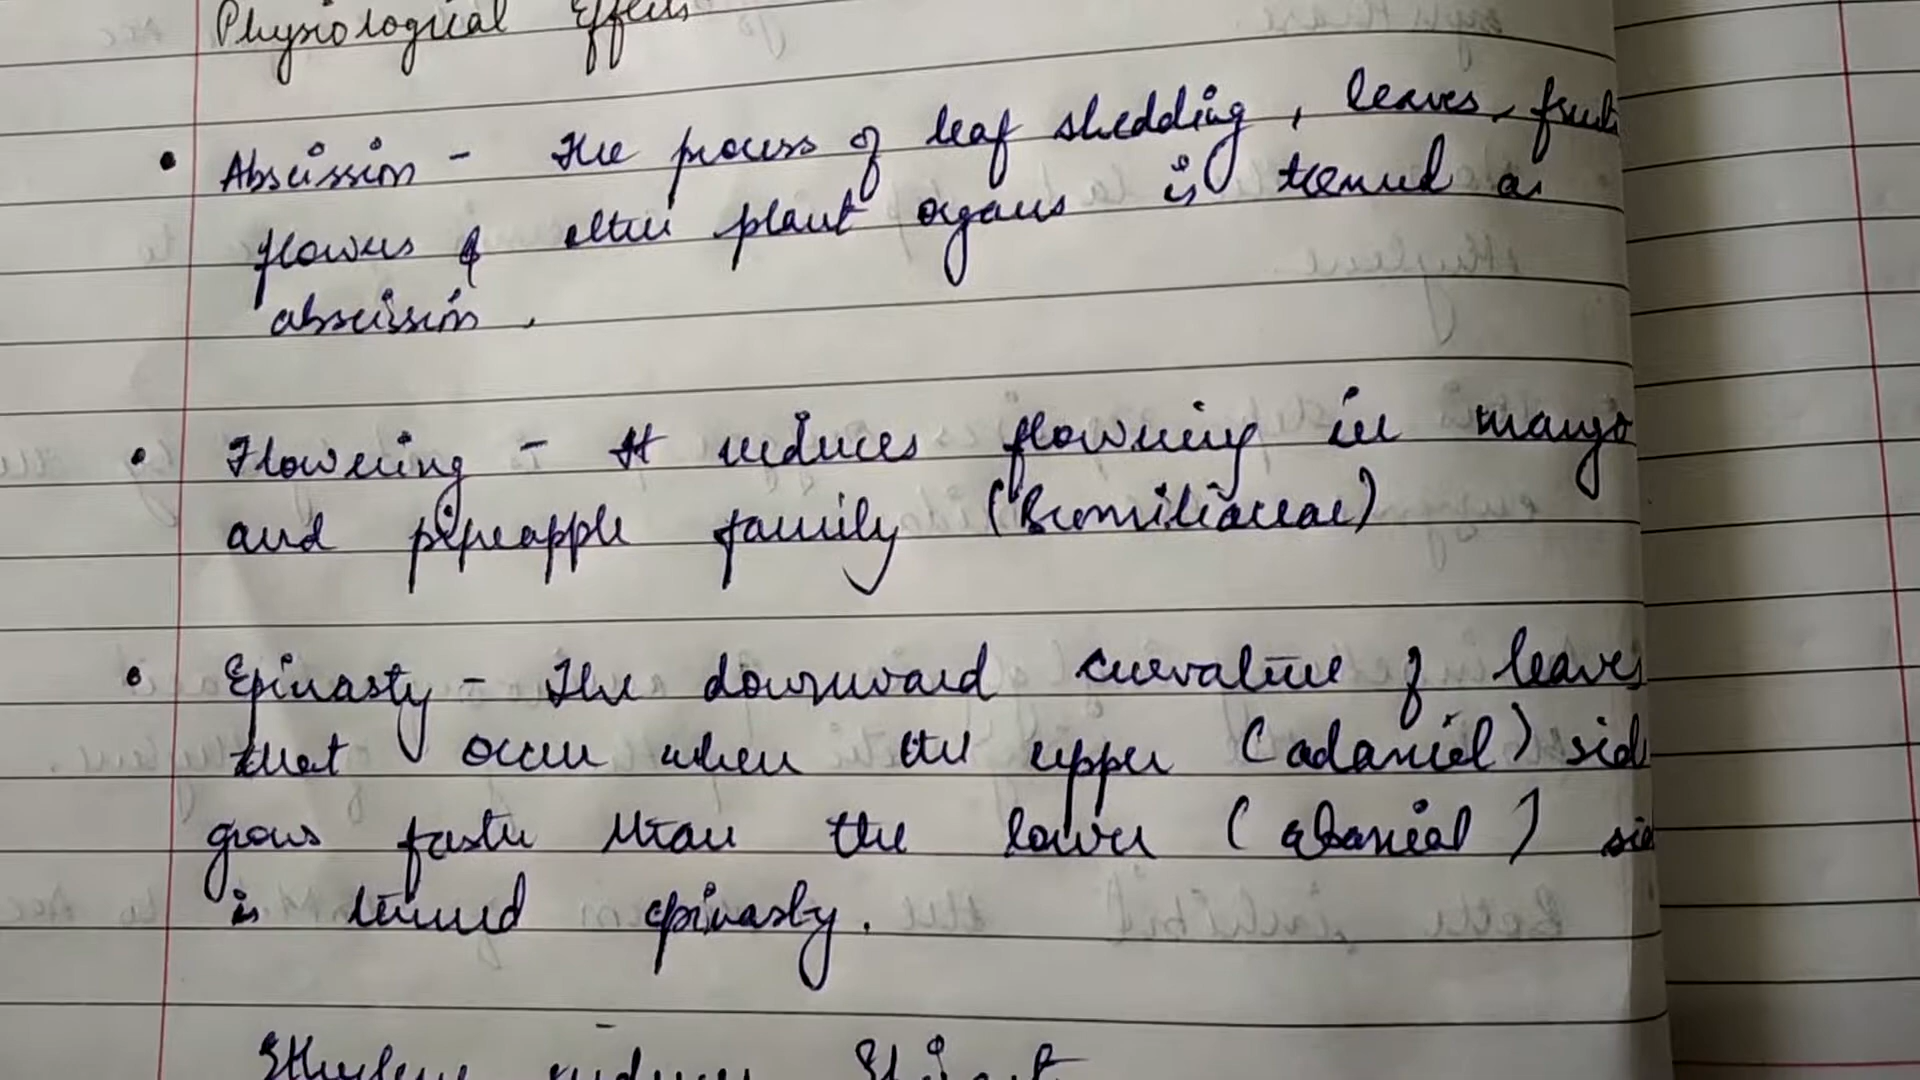 Physiological Effects
• Abscission - The process of leaf shedding, leaves, fruits
flowers & other plant organs is termed as
abscission.
• Flowering - It induces flowering in mango
and pineapple family (Bromiliaceae)
• Epinasty - The downward curvature of leaves
that occur when the upper (adaxial) side
grows faster than the lower (abaxial) side
is termed epinasty.
Ethylene induces